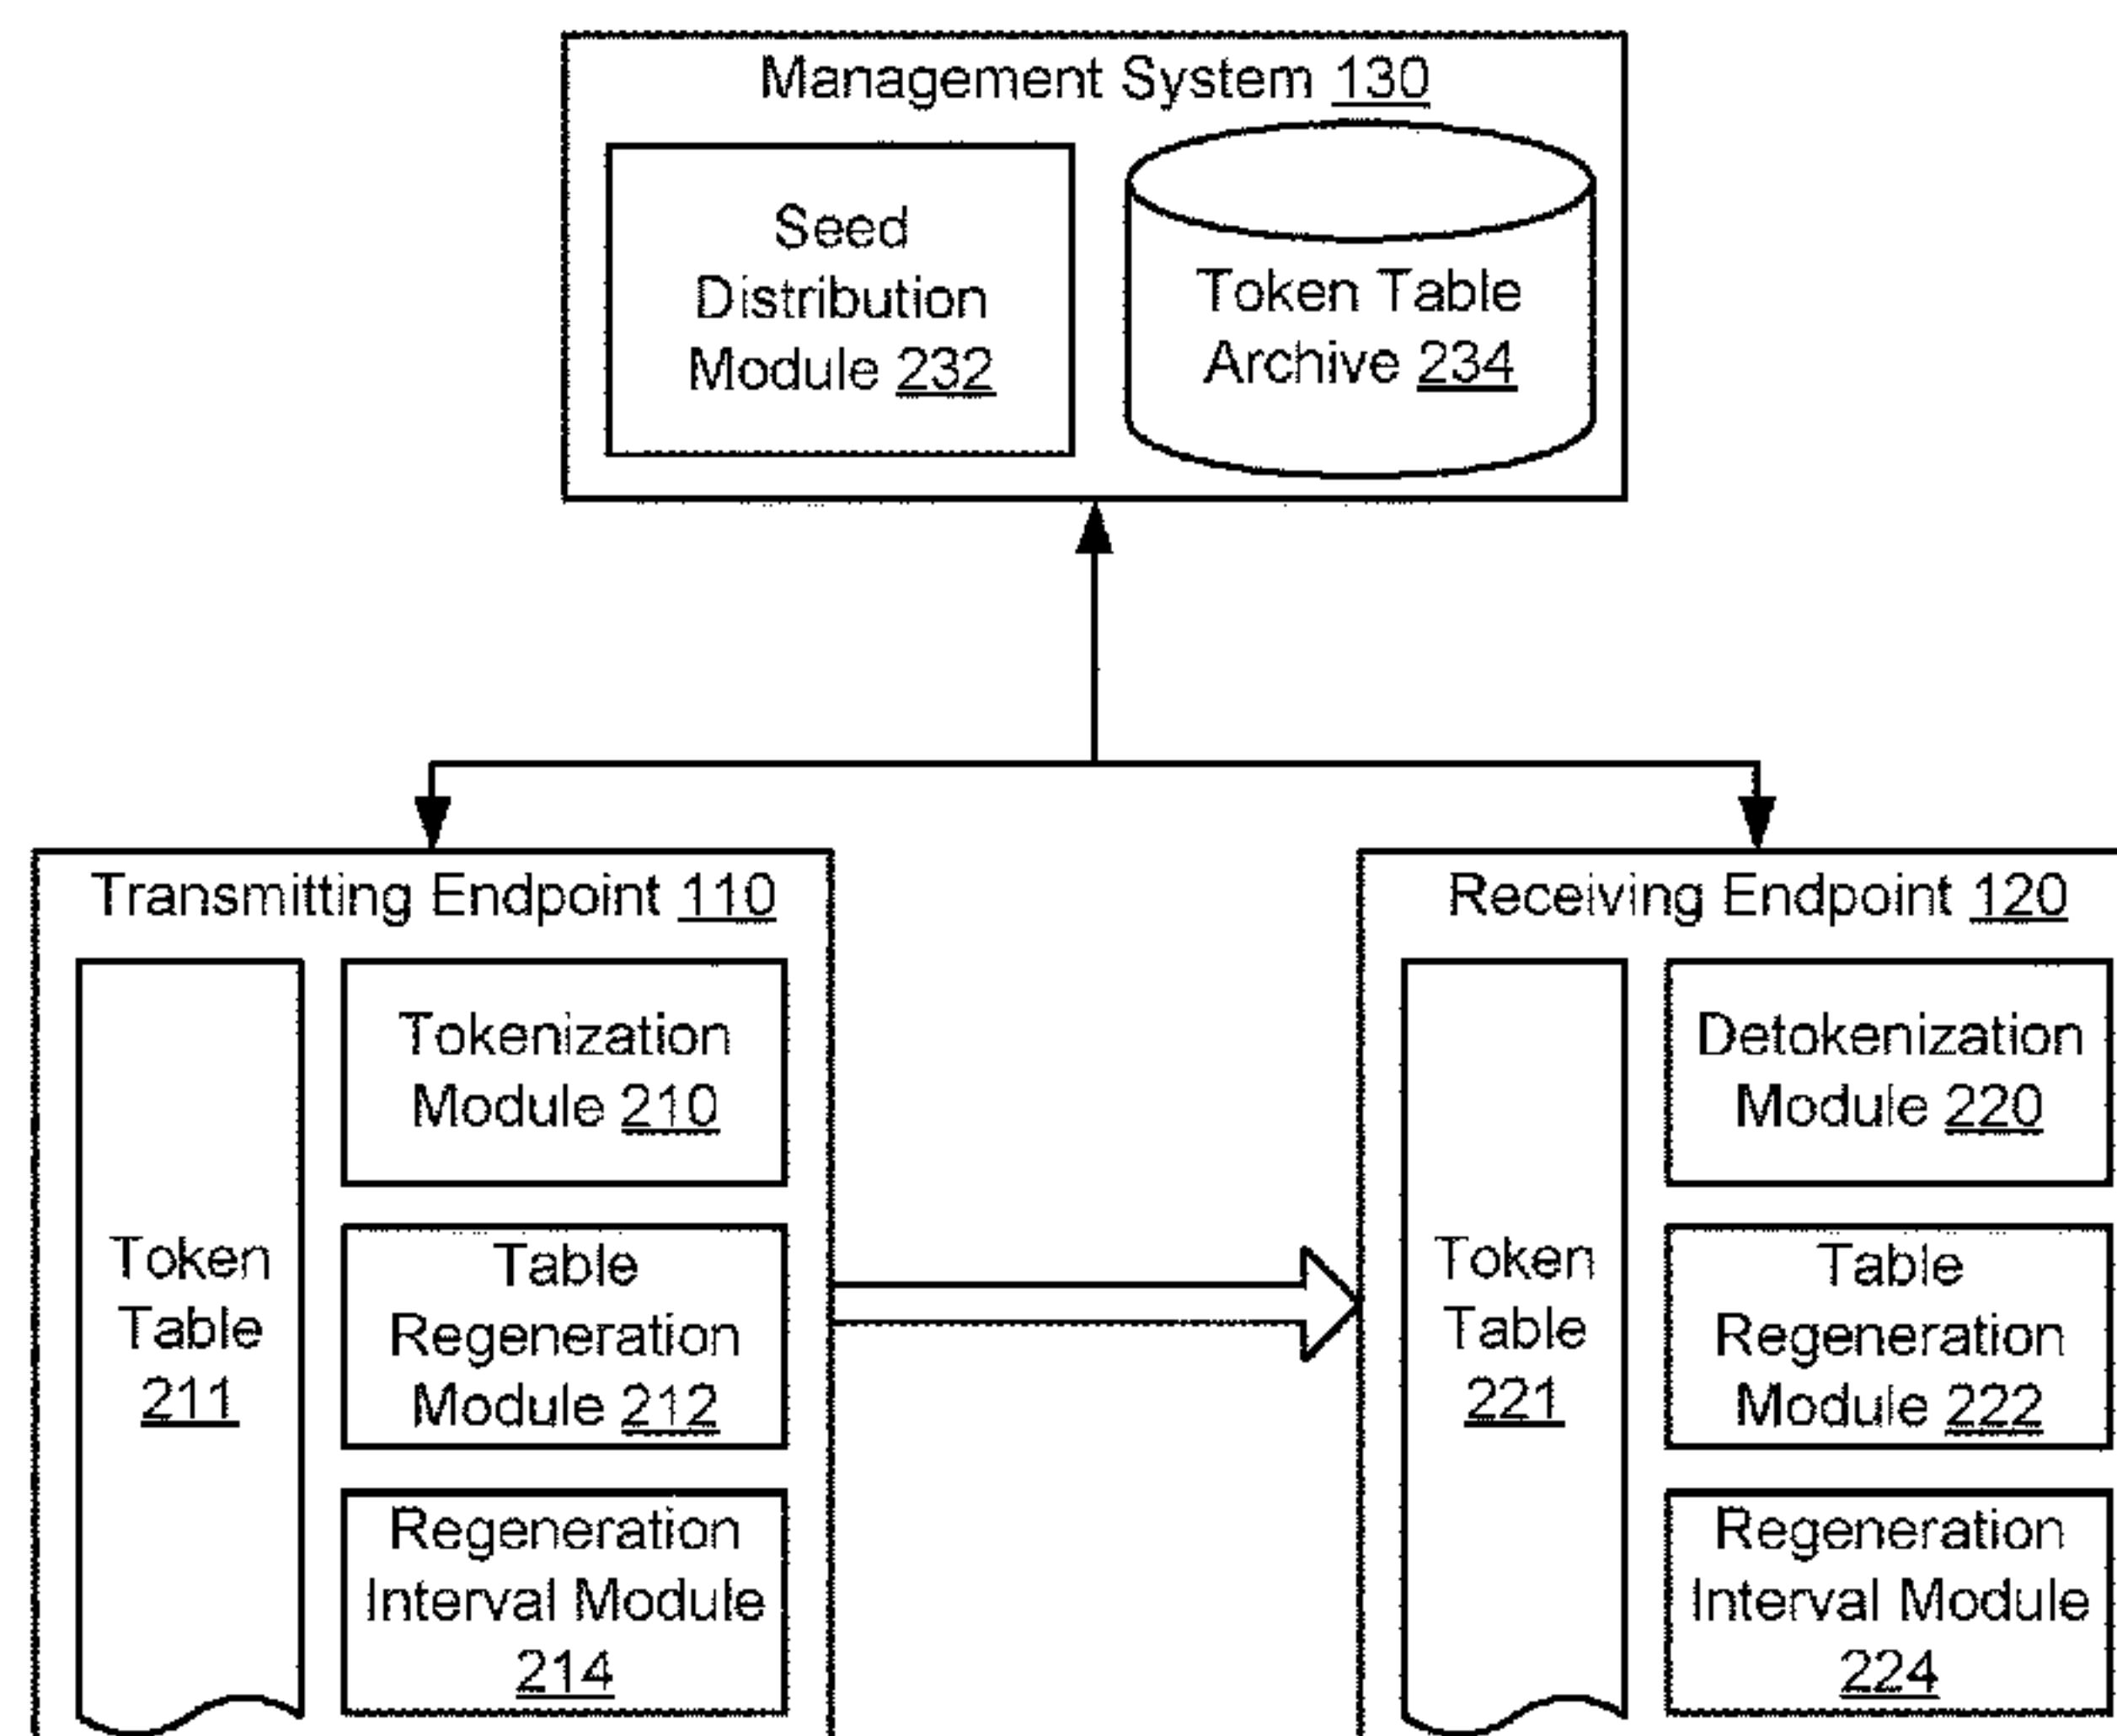 Management System 130
Seed
Distribution
Module 232
Token Table
Archive 234
Transmitting Endpoint 110
Token
Table
211
Tokenization
Module 210
Table
Regeneration
Module 212
Regeneration
Interval Module
214
Receiving Endpoint 120
Token
Table
221
Detokenization
Module 220
Table
Regeneration
Module 222
Regeneration
Interval Module
224